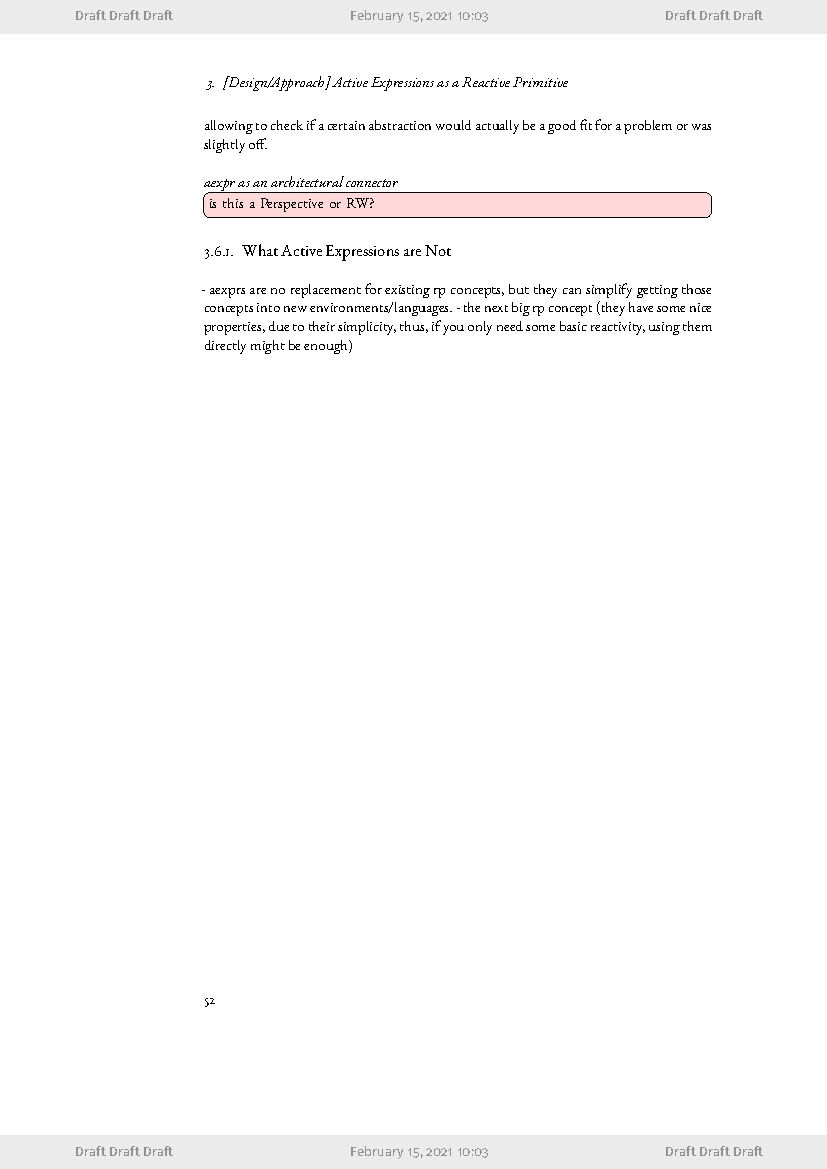 Draft Draft Draft February 15, 2021 10:03 Draft Draft Draft
3. [Design/Approach] Active Expressions as a Reactive Primitive
allowing to check if a certain abstraction would actually be a good fit for a problem or was
slightly off.
aexpr as an architectural connector
is this a Perspective or RW?
3.6.1. What Active Expressions are Not
- aexprs are no replacement for existing rp concepts, but they can simplify getting those
concepts into new environments/languages. - the next big rp concept (they have some nice
properties, due to their simplicity, thus, if you only need some basic reactivity, using them
directly might be enough)
52
Draft Draft Draft February 15, 2021 10:03 Draft Draft Draft